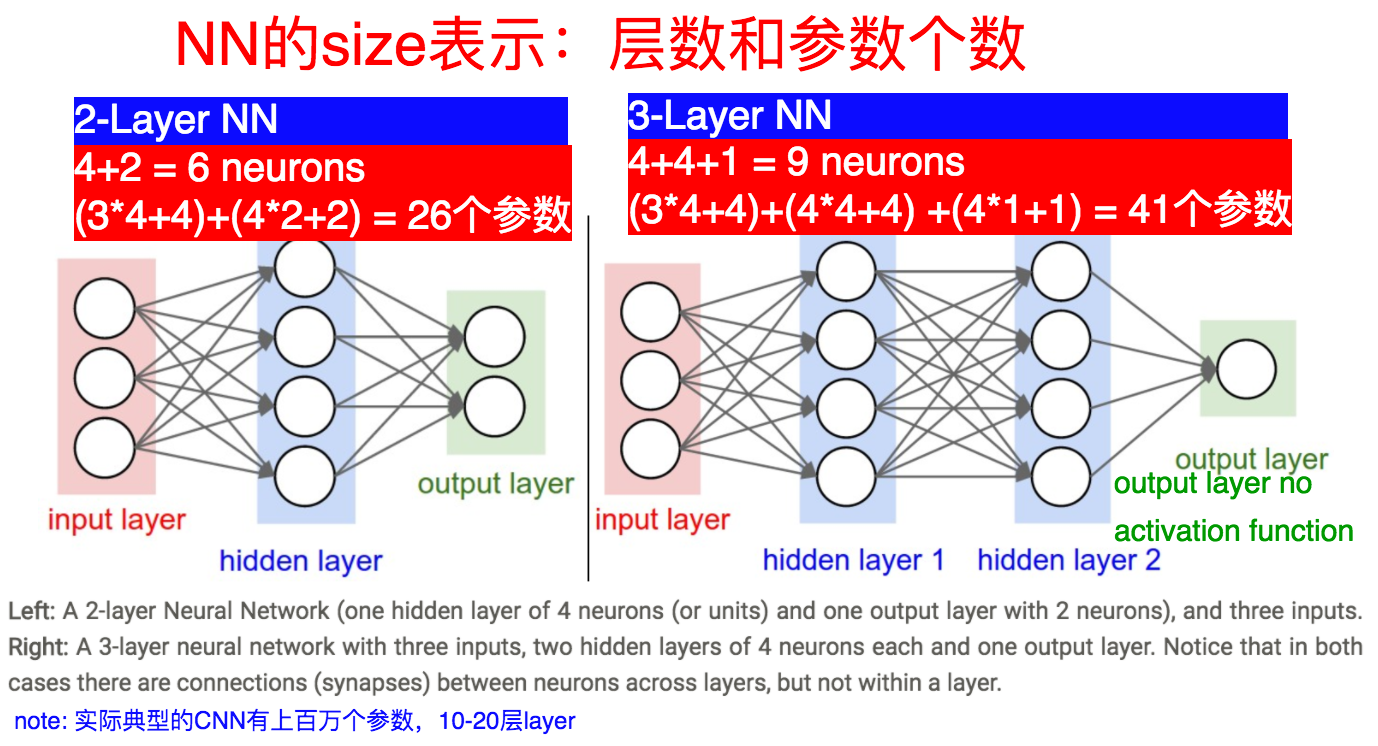 NN的size表示：层数和参数个数
2-Layer NN
4+2 = 6 neurons
(3*4+4)+(4*2+2) = 26个参数
3-Layer NN
4+4+1 = 9 neurons
(3*4+4)+(4*4+4) +(4*1+1) = 41个参数
input layer
hidden layer
output layer
input layer
hidden layer 1
hidden layer 2
output layer
output layer no
activation function
Left: A 2-layer Neural Network (one hidden layer of 4 neurons (or units) and one output layer with 2 neurons), and three inputs.
Right: A 3-layer neural network with three inputs, two hidden layers of 4 neurons each and one output layer. Notice that in both
cases there are connections (synapses) between neurons across layers, but not within a layer.
note: 实际典型的CNN有上百万个参数，10-20层layer